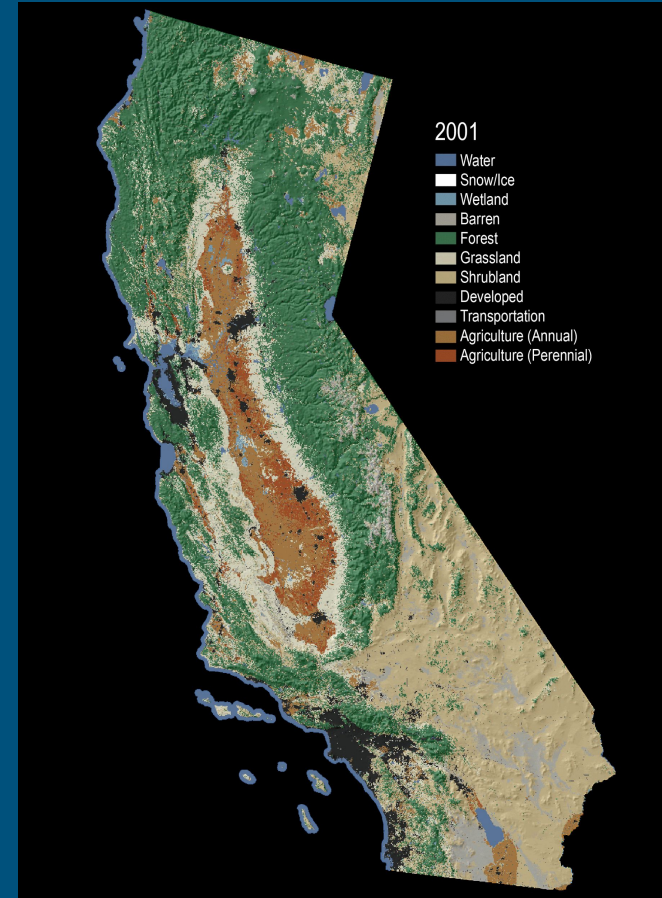 2001
Water
Snow/Ice
Wetland
Barren
Forest
Grassland
Shrubland
Developed
Transportation
Agriculture (Annual)
Agriculture (Perennial)